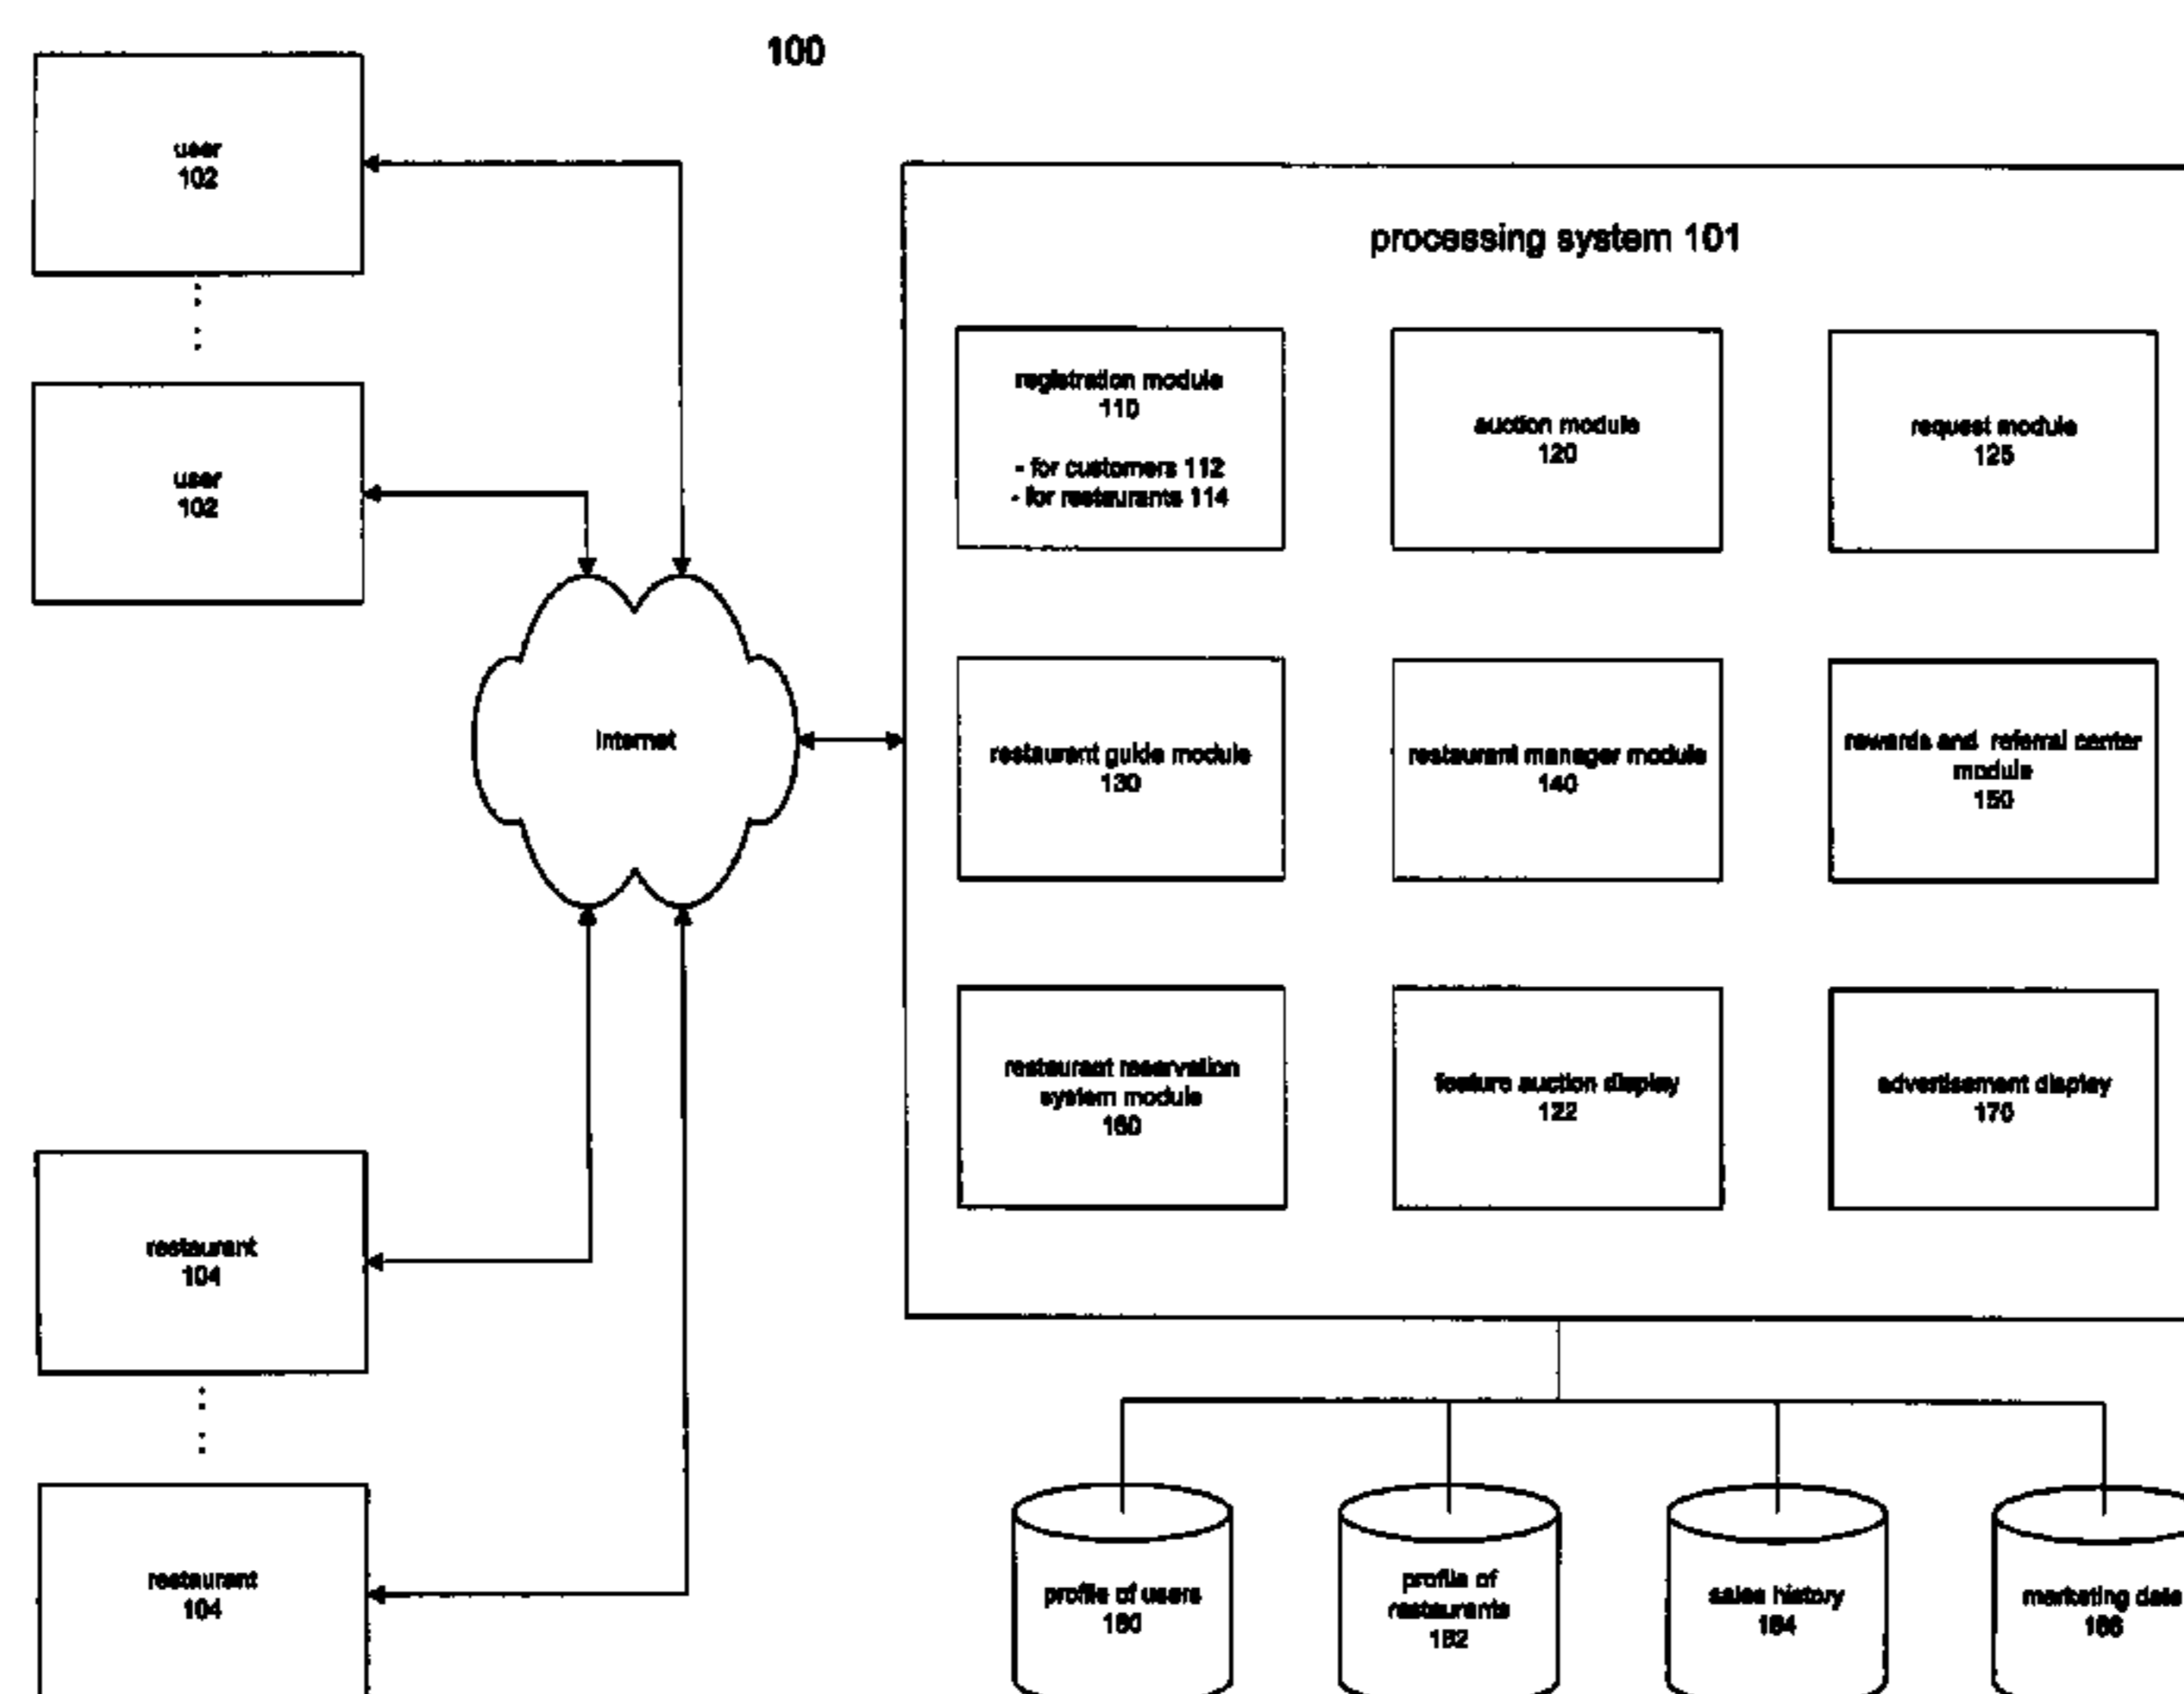 100
user
102
user
102
Internet
restaurant
104
restaurant
104
processing system 101
registration module
110
- for customers 112
- for restaurants 114
auction module
120
request module
125
restaurant guide module
130
restaurant manager module
140
rewards and referral center
module
150
restaurant reservation
system module
160
feature auction display
122
advertisement display
170
profile of users
180
profile of
restaurants
182
sales history
184
marketing data
186